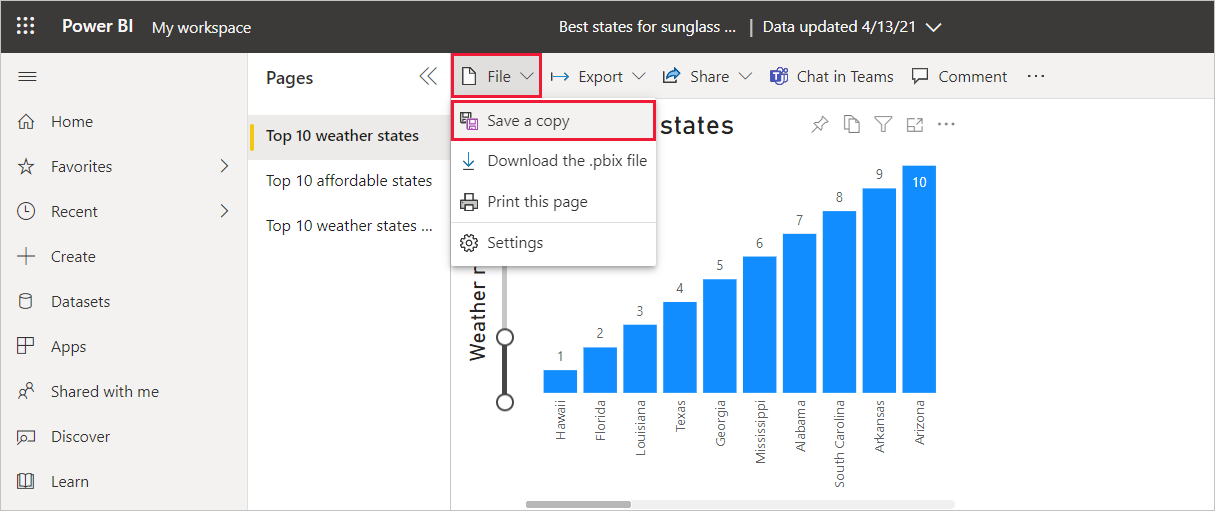 Power BI My workspace
Best states for sunglass ... | Data updated 4/13/21
Home
Favorites
Recent
Create
Datasets
Apps
Shared with me
Discover
Learn
Pages
Top 10 weather states
Top 10 affordable states
Top 10 weather states ...
File Export Share Chat in Teams Comment ...
Save a copy
Download the .pbix file
Print this page
Settings
states
Weather r
1
2
3
4
5
6
7
8
9
10
Hawaii
Florida
Louisiana
Texas
Georgia
Mississippi
Alabama
South Carolina
Arkansas
Arizona